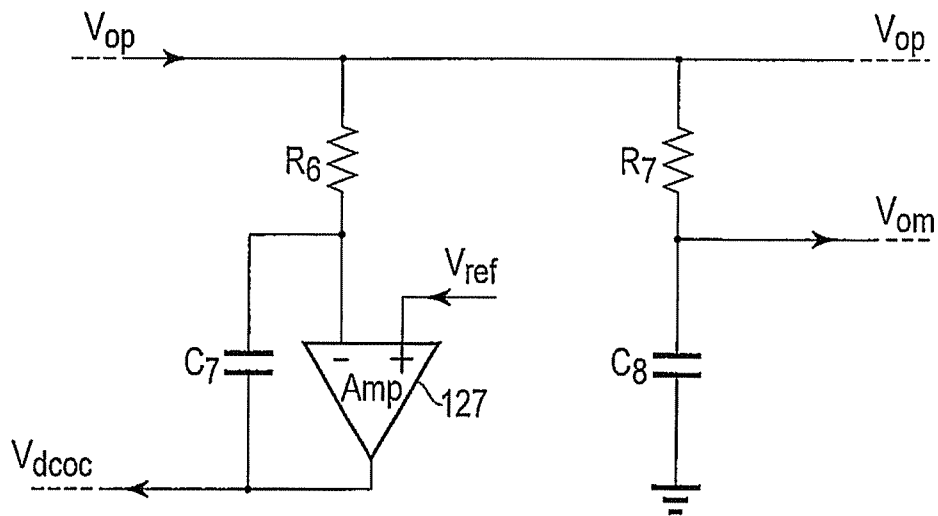 Vop
Vop
R6
R7
Vom
Vref
C7
- +
Amp
127
C8
Vdcoc